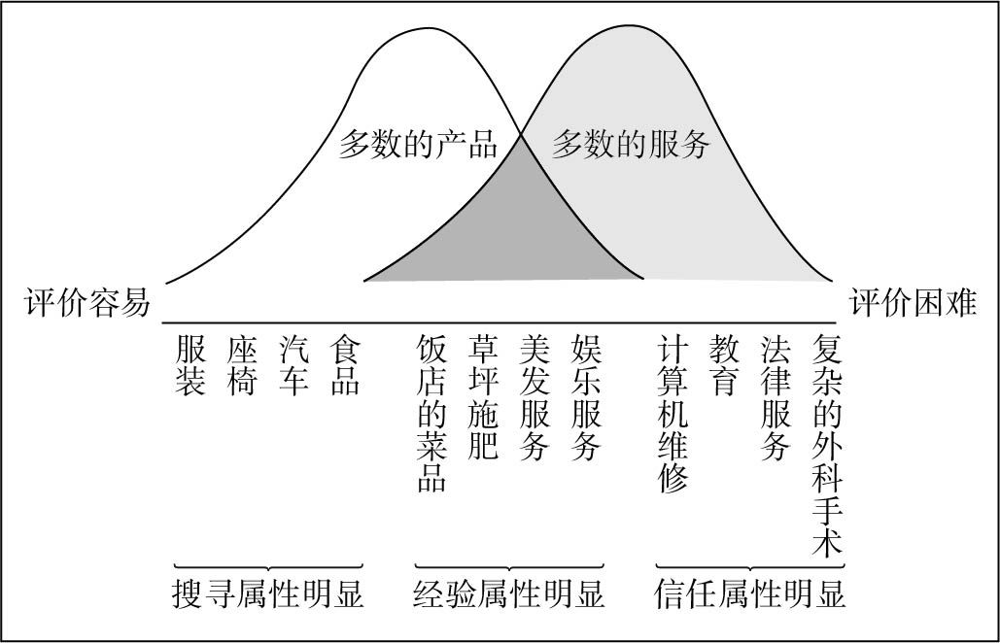 多数的产品
多数的服务
评价容易
评价困难
服装
座椅
汽车
食品
饭店的菜品
草坪施肥
美发服务
娱乐服务
计算机维修
教育
法律服务
复杂的外科手术
搜寻属性明显
经验属性明显
信任属性明显